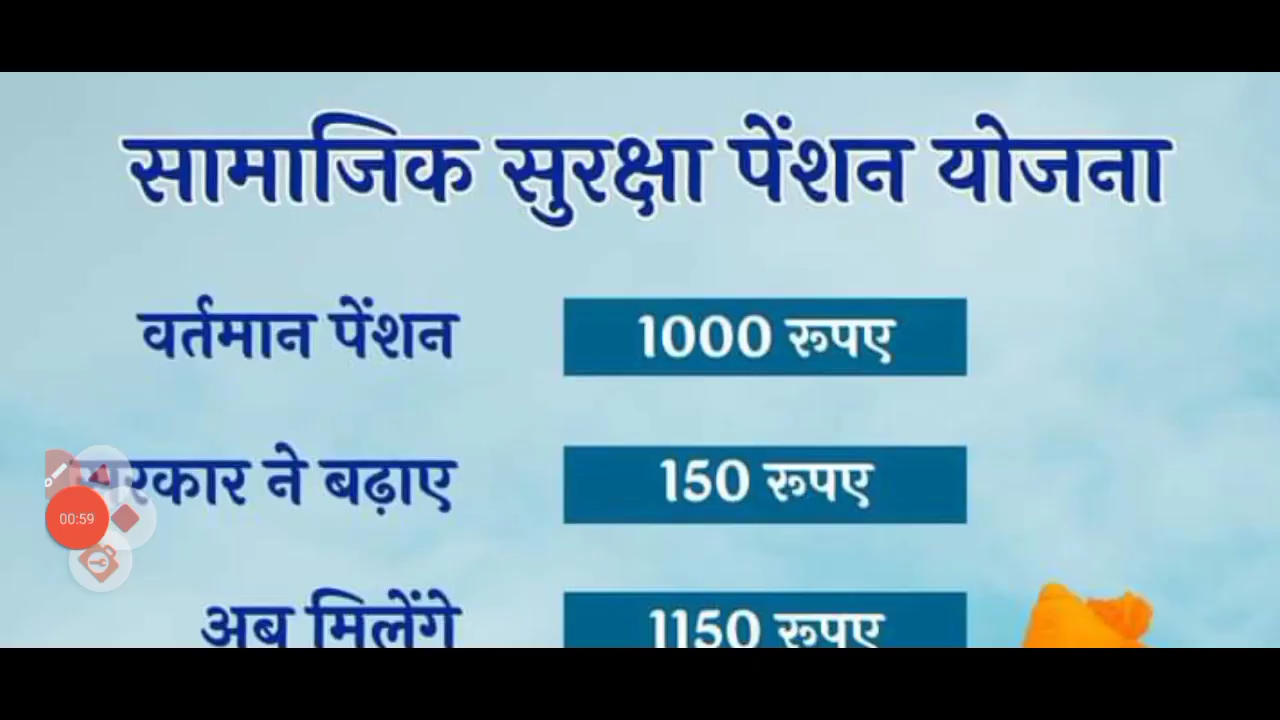 सामाजिक सुरक्षा पेंशन योजना
वर्तमान पेंशन 1000 रूपए
सरकार ने बढ़ाए 150 रूपए
00:59
अब मिलेंगे 1150 रूपए